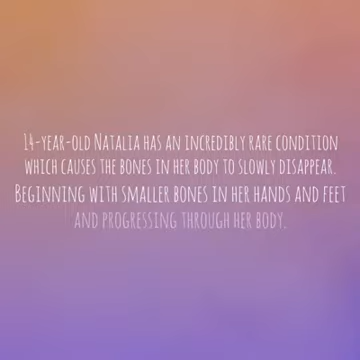 14-year-old Natalia has an incredibly rare condition
which causes the bones in her body to slowly disappear.
Beginning with smaller bones in her hands and feet
and progressing through her body.